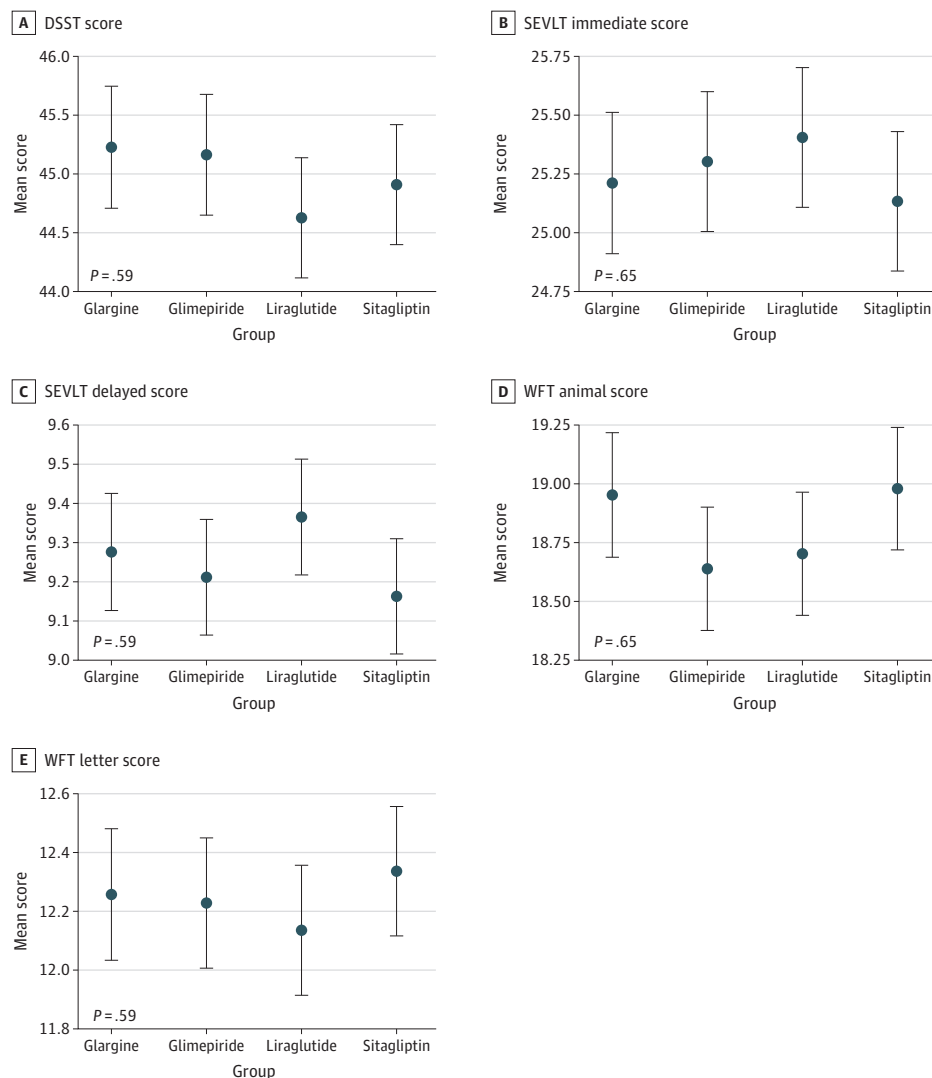 A DSST score
46.0
45.5
45.0
44.5
44.0
Mean score
P = .59
Glargine Glimepiride Liraglutide Sitagliptin
Group
B SEVLT immediate score
25.75
25.50
25.25
25.00
24.75
Mean score
P = .65
Glargine Glimepiride Liraglutide Sitagliptin
Group
C SEVLT delayed score
9.6
9.5
9.4
9.3
9.2
9.1
9.0
Mean score
P = .59
Glargine Glimepiride Liraglutide Sitagliptin
Group
D WFT animal score
19.25
19.00
18.75
18.50
18.25
Mean score
P = .65
Glargine Glimepiride Liraglutide Sitagliptin
Group
E WFT letter score
12.6
12.4
12.2
12.0
11.8
Mean score
P = .59
Glargine Glimepiride Liraglutide Sitagliptin
Group